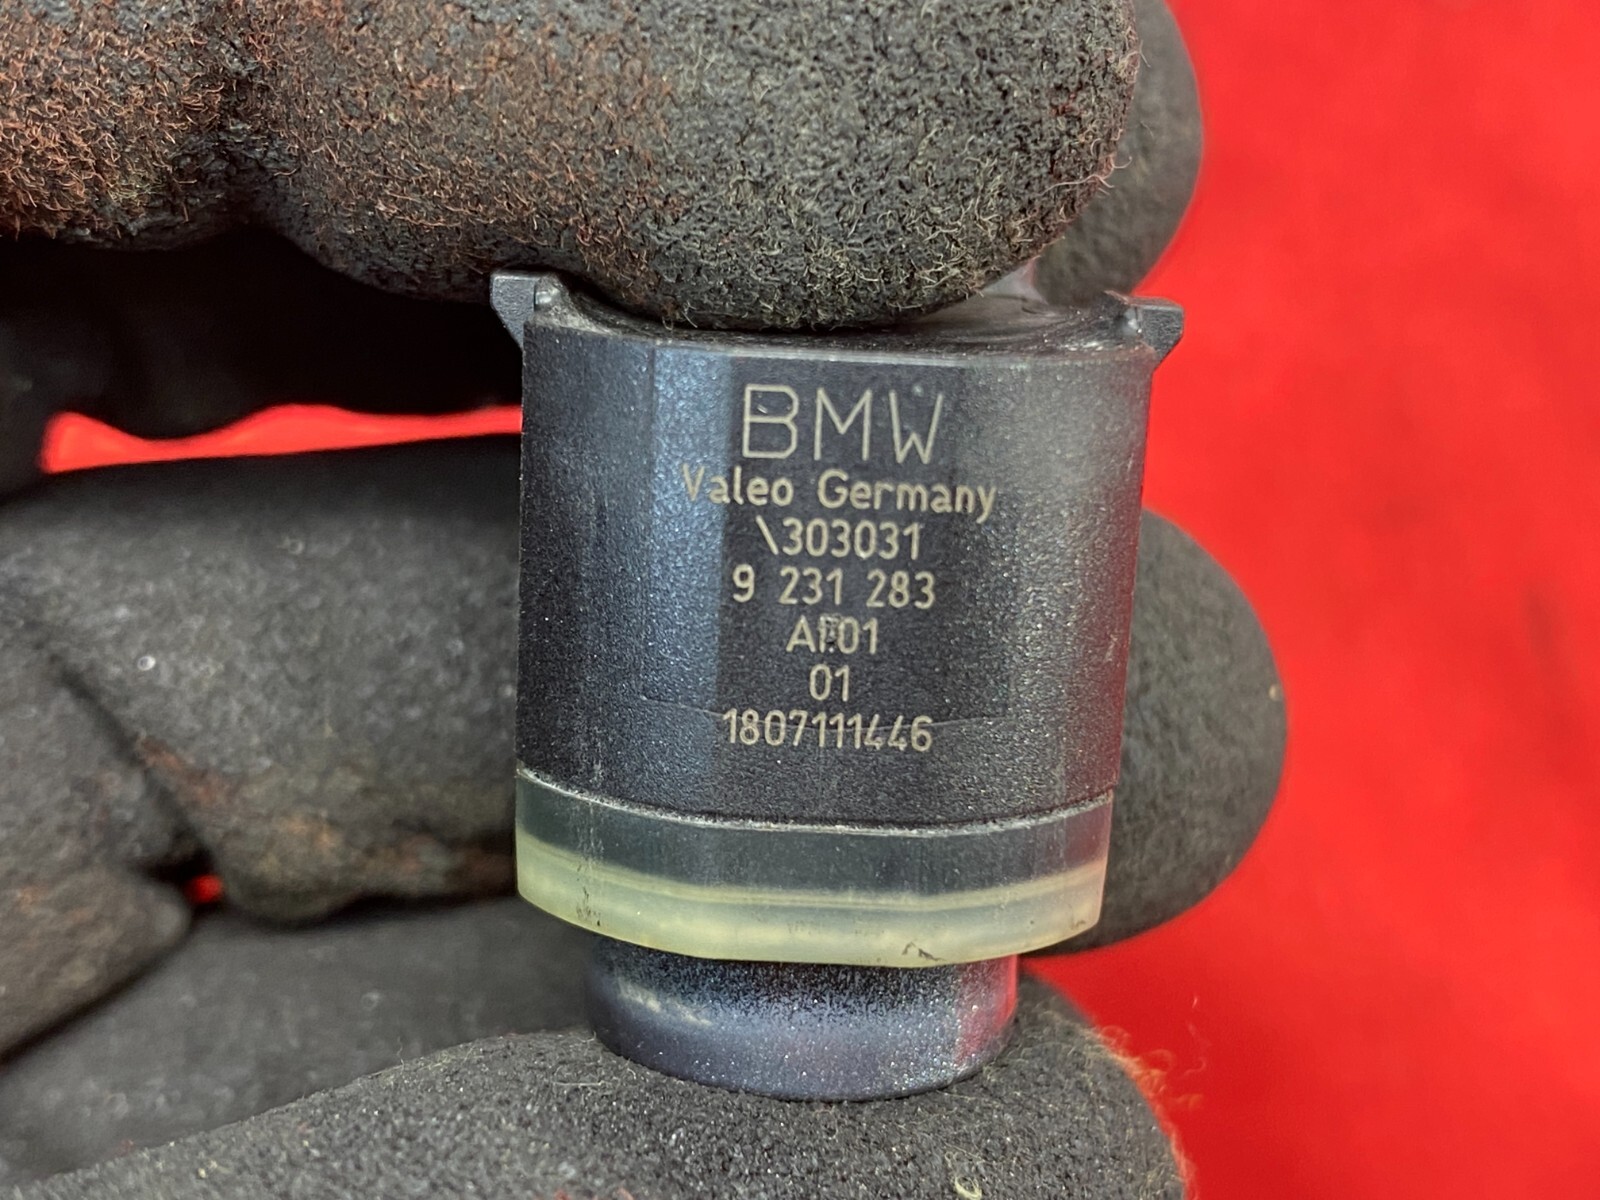 BMW
Valeo Germany
\303031
9 231 283
01
1807111446